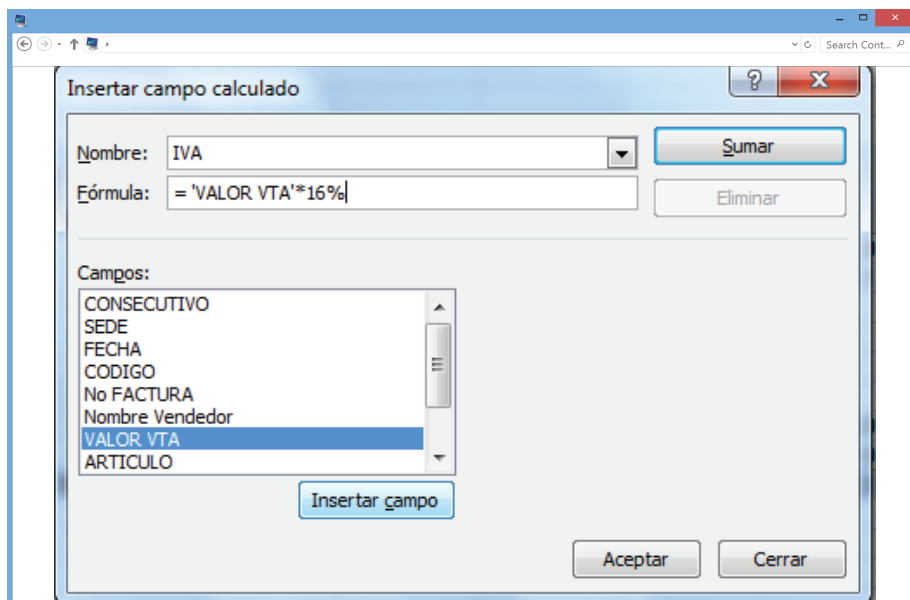 Search Cont...
Insertar campo calculado
Nombre: IVA
Sumar
Fórmula: = 'VALOR VTA'*16%
Eliminar
Campos:
CONSECUTIVO
SEDE
FECHA
CODIGO
No FACTURA
Nombre Vendedor
VALOR VTA
ARTICULO
Insertar campo
Aceptar Cerrar